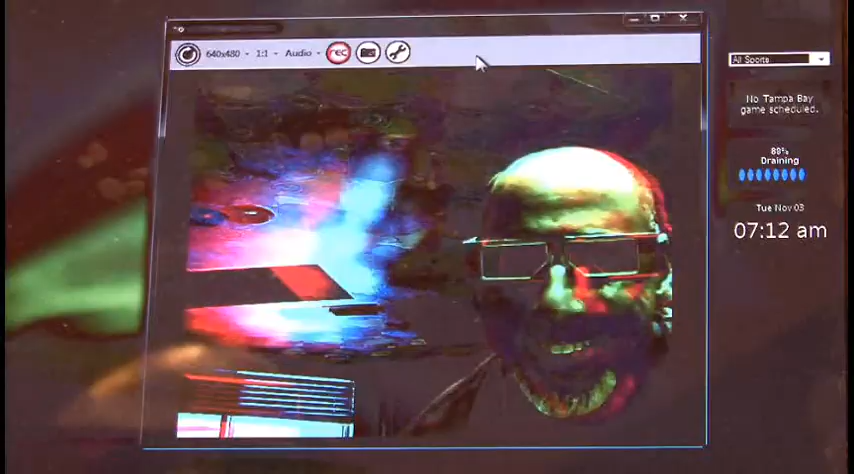 640x480 1:1 Audio rec
All Sports
No Tampa Bay
game scheduled.
88%
Draining
Tue Nov 03
07:12 am